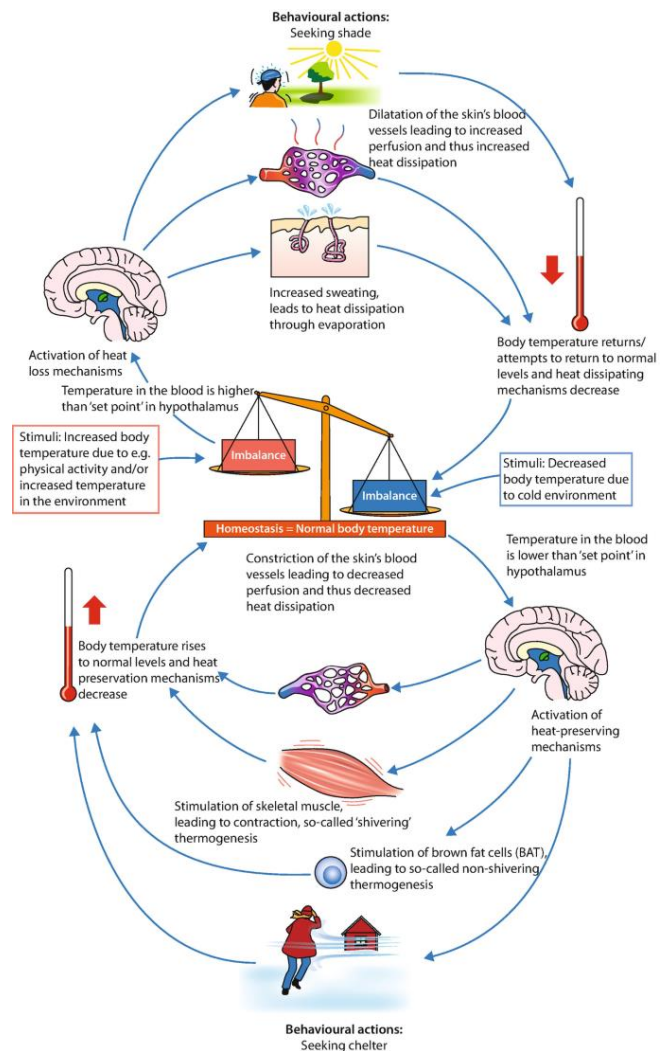 Behavioural actions:
Seeking shade
Dilatation of the skin's blood
vessels leading to increased
perfusion and thus increased
heat dissipation
Increased sweating,
leads to heat dissipation
through evaporation
Activation of heat
loss mechanisms
Body temperature returns/
attempts to return to normal
levels and heat dissipating
mechanisms decrease
Temperature in the blood is higher
than 'set point' in hypothalamus
Stimuli: Increased body
temperature due to e.g.
physical activity and/or
increased temperature
in the environment
Imbalance
Imbalance
Stimuli: Decreased
body temperature due
to cold environment
Homeostasis = Normal body temperature
Temperature in the blood
is lower than 'set point' in
hypothalamus
Constriction of the skin's blood
vessels leading to decreased
perfusion and thus decreased
heat dissipation
Body temperature rises
to normal levels and heat
preservation mechanisms
decrease
Activation of
heat-preserving
mechanisms
Stimulation of skeletal muscle,
leading to contraction, so-called 'shivering'
thermogenesis
Stimulation of brown fat cells (BAT),
leading to so-called non-shivering
thermogenesis
Behavioural actions:
Seeking chelter